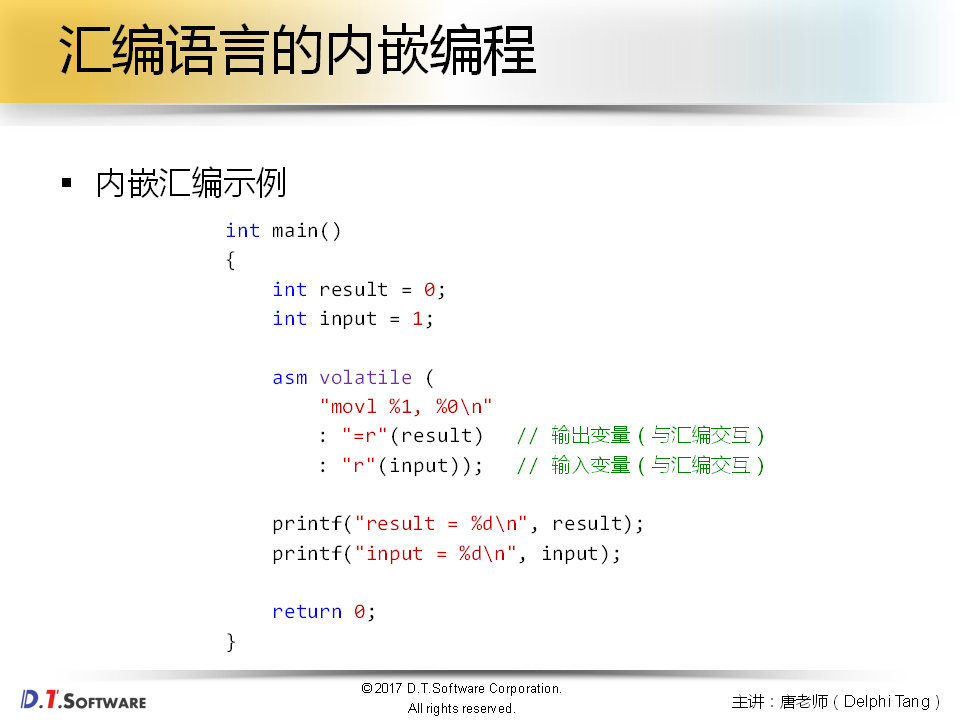 汇编语言的内嵌编程
▪ 内嵌汇编示例
int main()
{
    int result = 0;
    int input = 1;

    asm volatile (
        "movl %1, %0\n"
        : "=r"(result)   // 输出变量（与汇编交互）
        : "r"(input));   // 输入变量（与汇编交互）

    printf("result = %d\n", result);
    printf("input = %d\n", input);

    return 0;
}
D.T.SOFTWARE
©2017 D.T.Software Corporation.
All rights reserved.
主讲：唐老师（Delphi Tang）